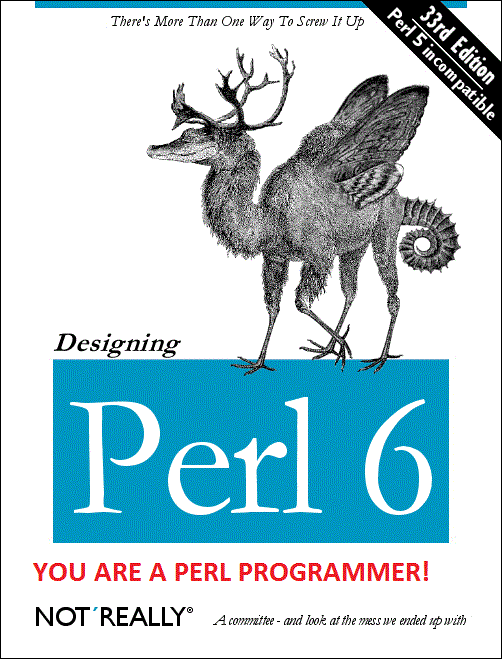 There's More Than One Way To Screw It Up
33rd Edition
Perl 5 incompatible
Designing
Perl 6
YOU ARE A PERL PROGRAMMER!
NOT´REALLY® A committee - and look at the mess we ended up with